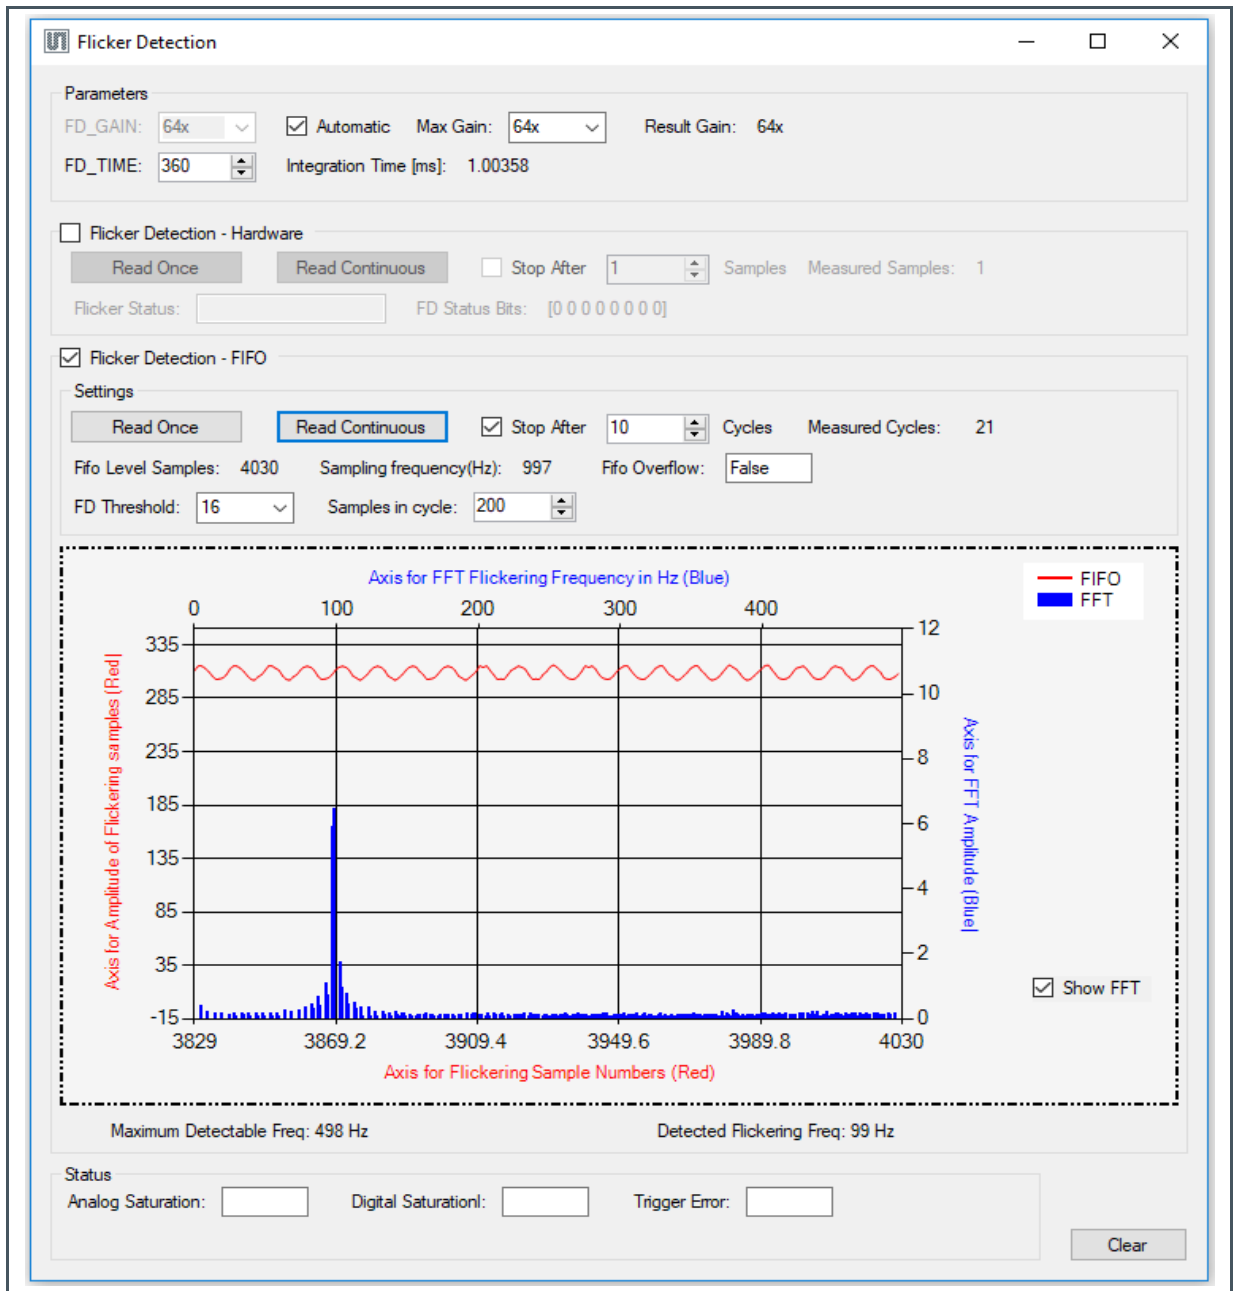 Flicker Detection
Parameters
FD_GAIN: 64x Automatic Max Gain: 64x Result Gain: 64x
FD_TIME: 360 Integration Time [ms]: 1.00358
Flicker Detection - Hardware
Read Once Read Continuous Stop After 1 Samples Measured Samples: 1
Flicker Status: FD Status Bits: [0 0 0 0 0 0 0 0]
Flicker Detection - FIFO
Settings
Read Once Read Continuous Stop After 10 Cycles Measured Cycles: 21
Fifo Level Samples: 4030 Sampling frequency(Hz): 997 Fifo Overflow: False
FD Threshold: 16 Samples in cycle: 200
Axis for FFT Flickering Frequency in Hz (Blue)
FIFO
FFT
0 100 200 300 400
Axis for Amplitude of Flickering samples (Red)
335
285
235
185
135
85
35
-15
12
10
8
6
4
2
0
Axis for FFT Amplitude (Blue)
Show FFT
3829 3869.2 3909.4 3949.6 3989.8 4030
Axis for Flickering Sample Numbers (Red)
Maximum Detectable Freq: 498 Hz Detected Flickering Freq: 99 Hz
Status
Analog Saturation: Digital Saturationl: Trigger Error:
Clear